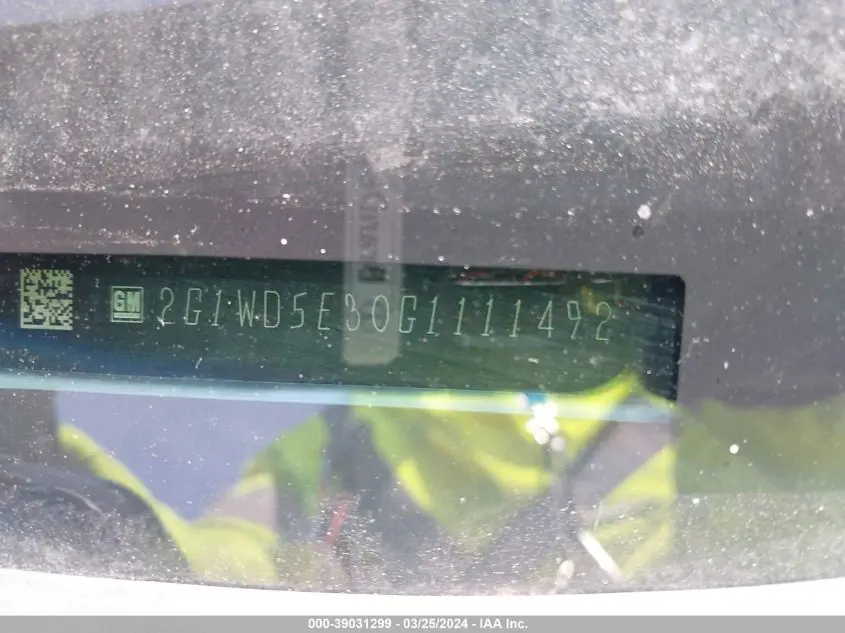 GM 2G1WD5E30G1111492
000-39031299 / 03/25/2024 - IAA Inc.